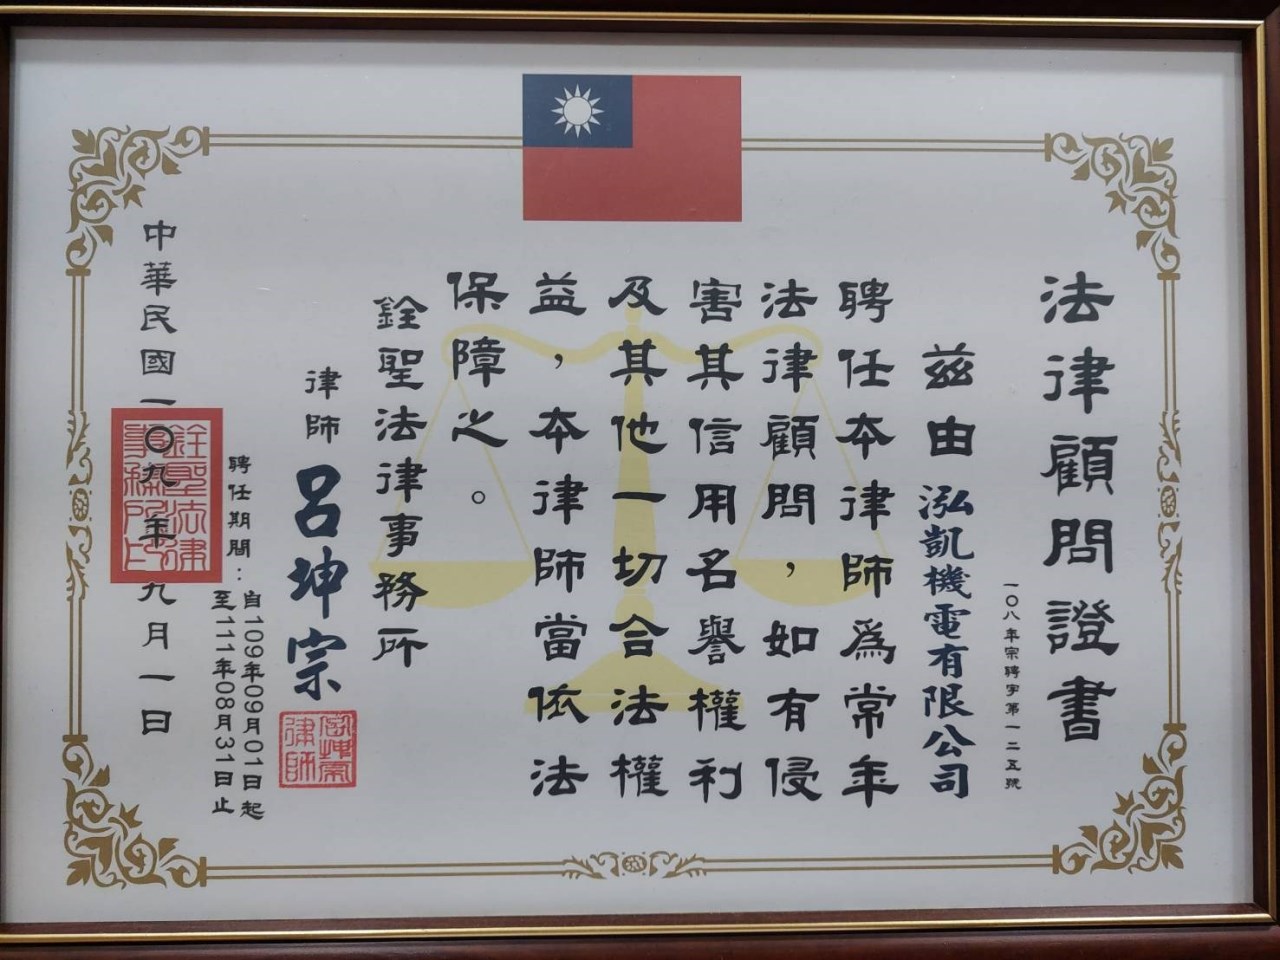 法律顧問證書
一〇八年宗聘字第一二五號
茲由 泓凱機電有限公司
聘任本律師為常年
法律顧問，如有侵
害其信用名譽權利
及其他一切合法權
益，本律師當依法
保障之。
銓聖法律事務所
律師 呂坤宗
呂坤宗
律師
聘任期間：自109年09月01日起
至111年08月31日止
中華民國一〇九年九月一日
銓聖法律
事務所印